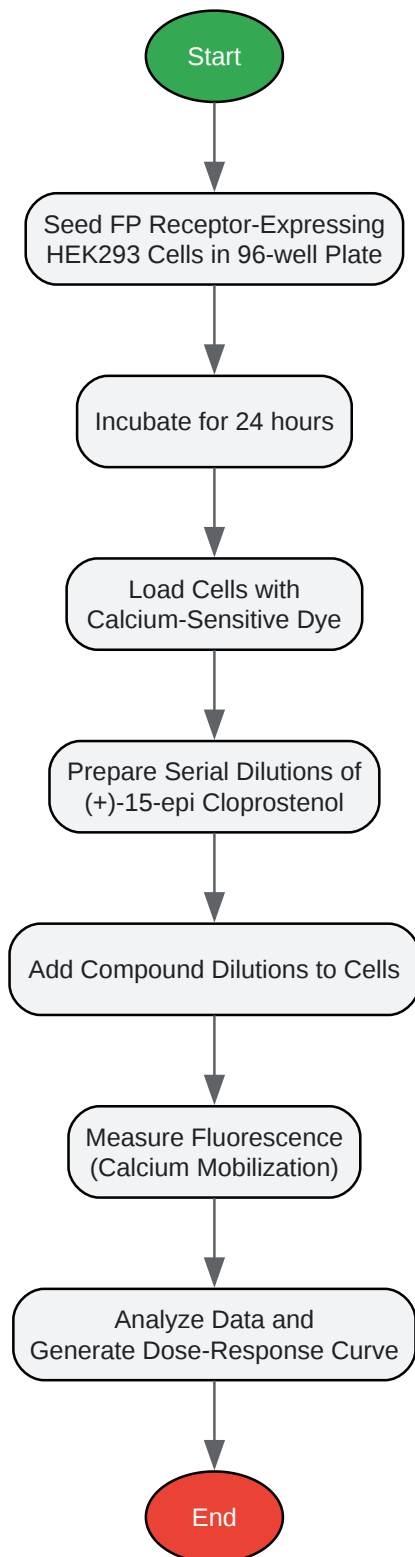 Start
Seed FP Receptor-Expressing
HEK293 Cells in 96-well Plate
Incubate for 24 hours
Load Cells with
Calcium-Sensitive Dye
Prepare Serial Dilutions of
(+)-15-epi Cloprostenol
Add Compound Dilutions to Cells
Measure Fluorescence
(Calcium Mobilization)
Analyze Data and
Generate Dose-Response Curve
End